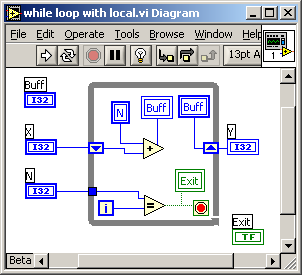 while loop with local.vi Diagram
File Edit Operate Tools Browse Window Help
13pt A
1
Buff
I32
N
Buff
Buff
X
I32
+
Y
I32
N
I32
Exit
i
=
Exit
TF
Beta